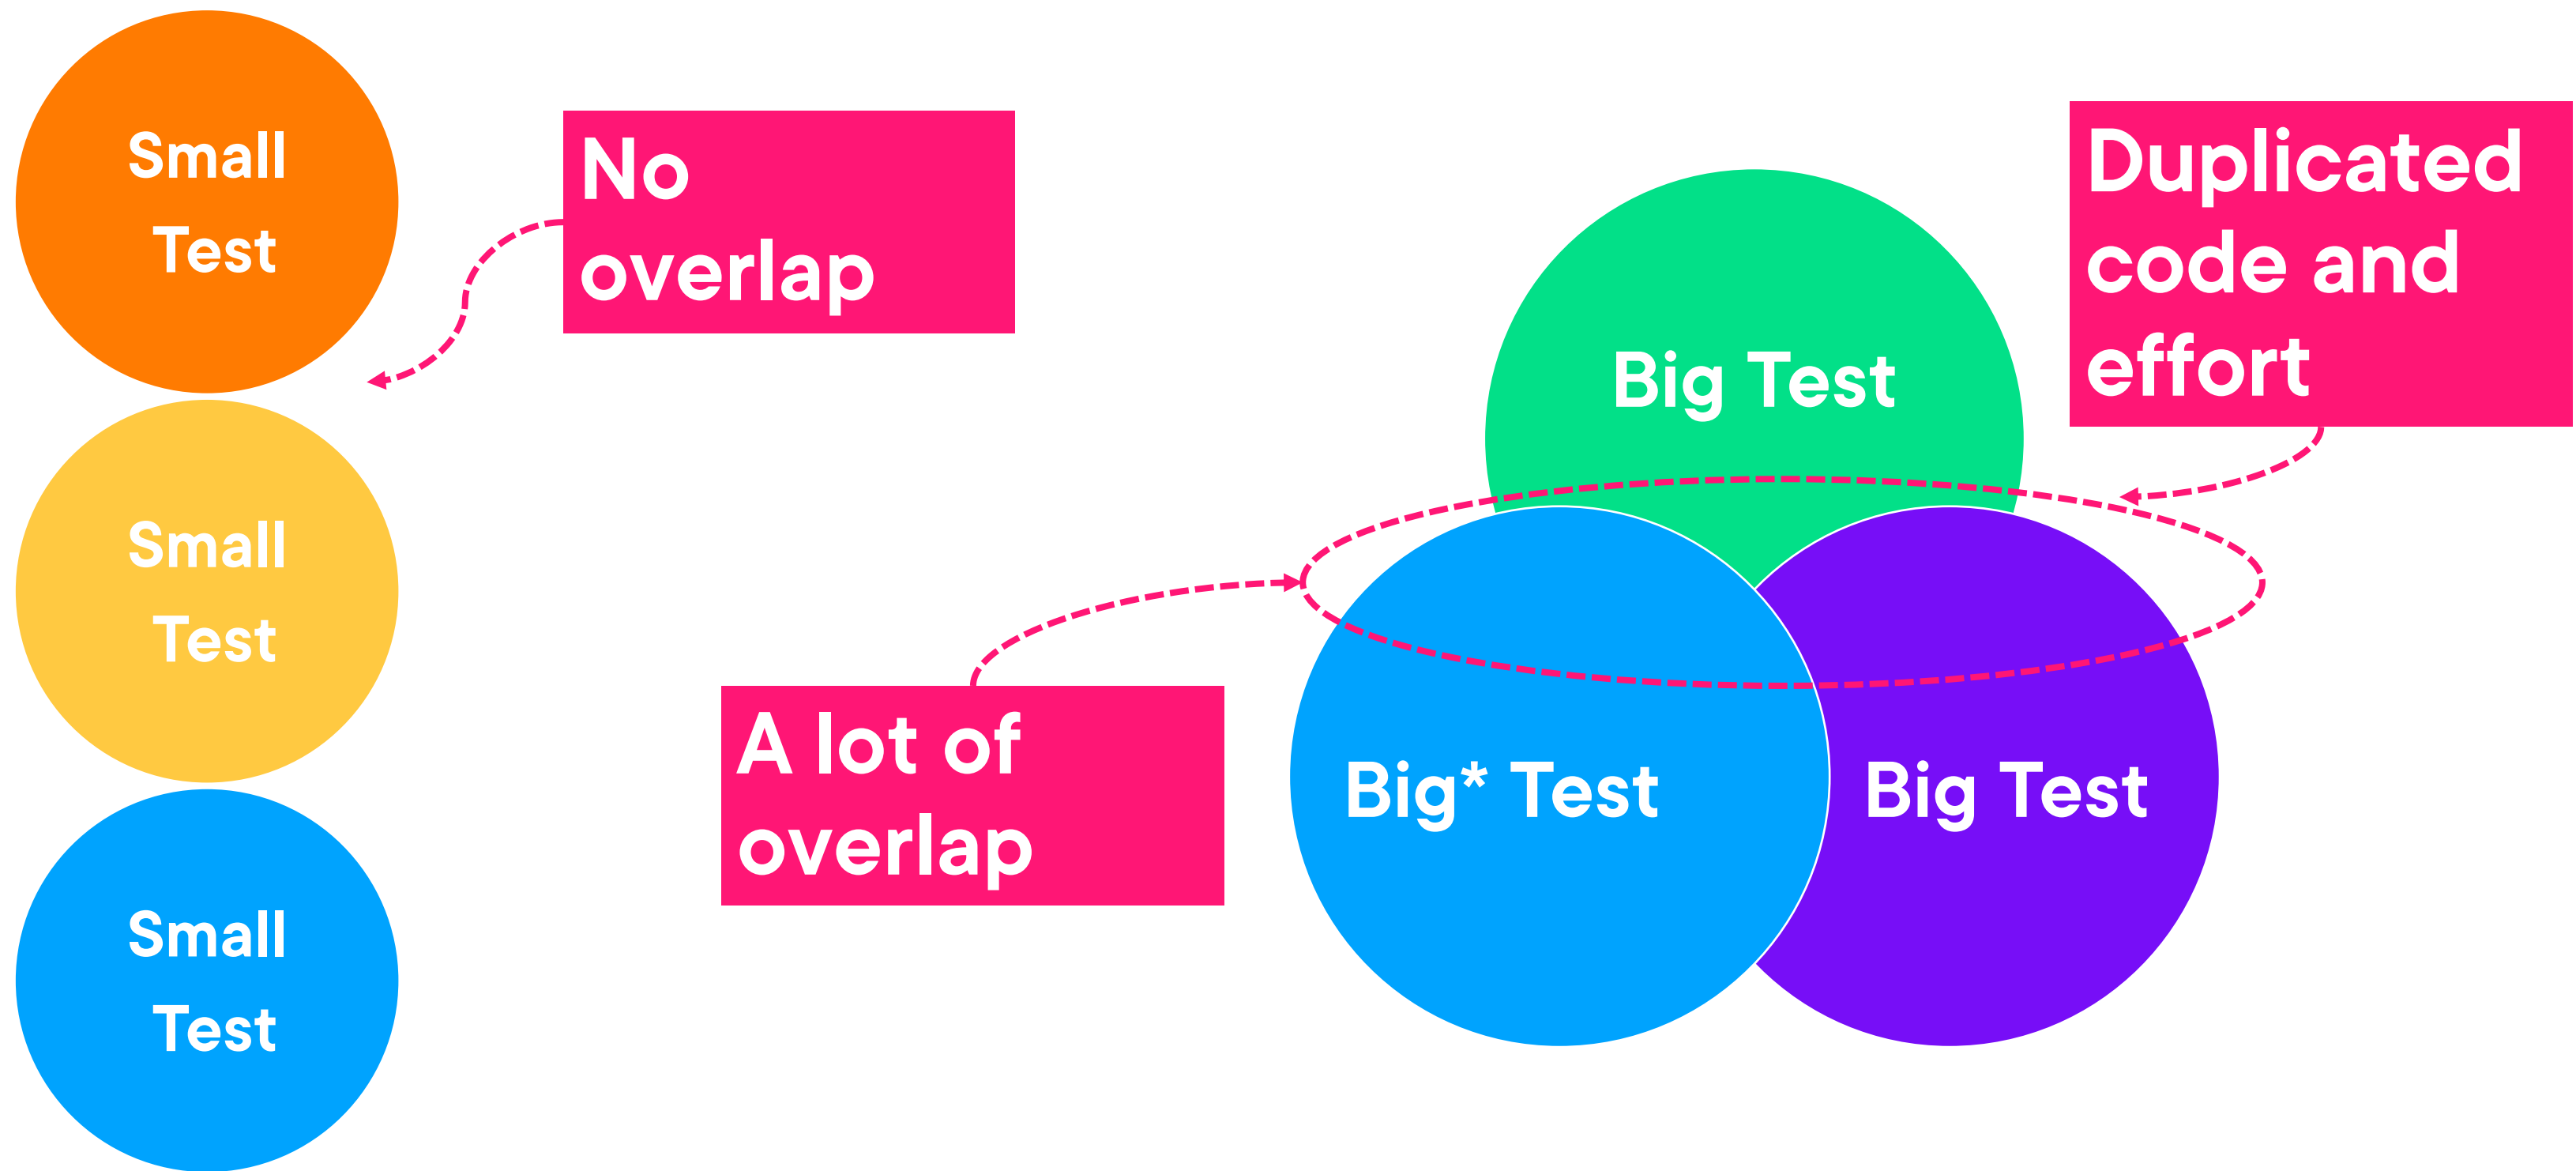 Small
Test
No
overlap
Small
Test
Small
Test
A lot of
overlap
Big Test
Duplicated
code and
effort
Big* Test
Big Test